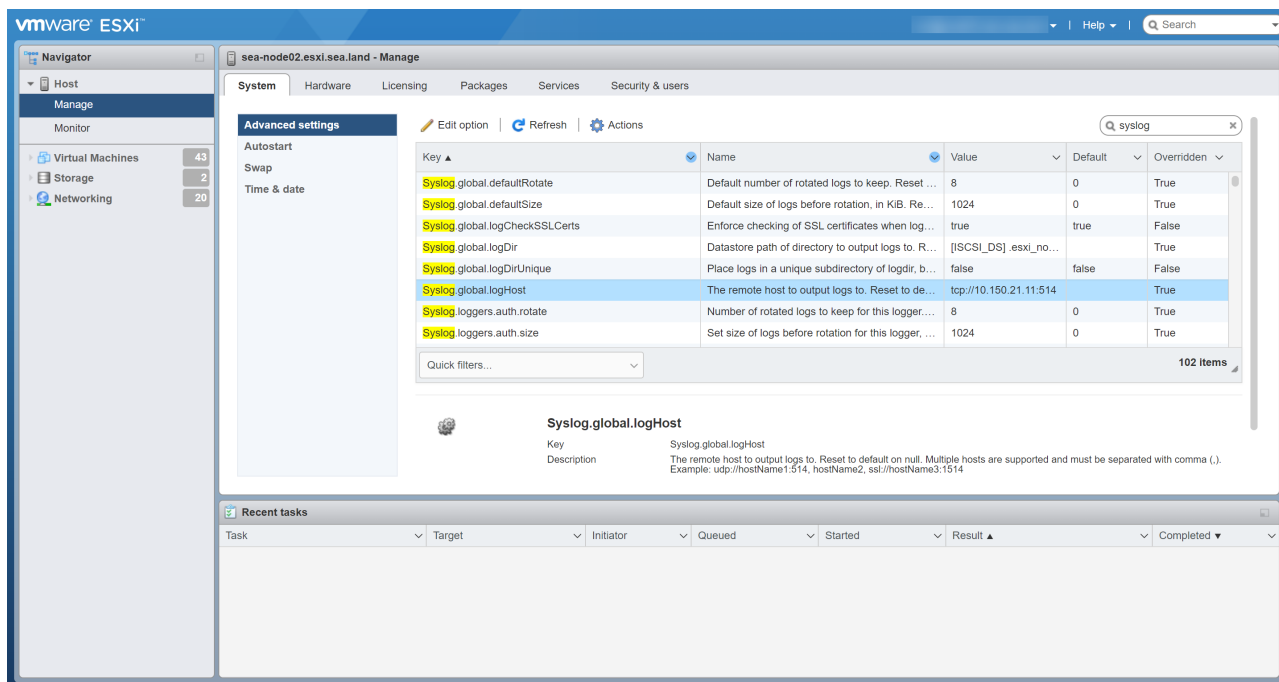 vmware ESXi™
Help
Search
Navigator
Host
Manage
Monitor
Virtual Machines 43
Storage 2
Networking 20
sea-node02.esxi.sea.land - Manage
System Hardware Licensing Packages Services Security & users
Advanced settings
Autostart
Swap
Time & date
Edit option Refresh Actions syslog
Key Name Value Default Overridden
Syslog.global.defaultRotate Default number of rotated logs to keep. Reset ... 8 0 True
Syslog.global.defaultSize Default size of logs before rotation, in KiB. Re... 1024 0 True
Syslog.global.logCheckSSLCerts Enforce checking of SSL certificates when log... true true False
Syslog.global.logDir Datastore path of directory to output logs to. R... [ISCSI_DS] .esxi_no... True
Syslog.global.logDirUnique Place logs in a unique subdirectory of logdir, b... false false False
Syslog.global.logHost The remote host to output logs to. Reset to de... tcp://10.150.21.11:514 True
Syslog.loggers.auth.rotate Number of rotated logs to keep for this logger.... 8 0 True
Syslog.loggers.auth.size Set size of logs before rotation for this logger, ... 1024 0 True
Quick filters... 102 items
Syslog.global.logHost
Key Syslog.global.logHost
Description The remote host to output logs to. Reset to default on null. Multiple hosts are supported and must be separated with comma (,).
Example: udp://hostName1:514, hostName2, ssl://hostName3:1514
Recent tasks
Task Target Initiator Queued Started Result Completed